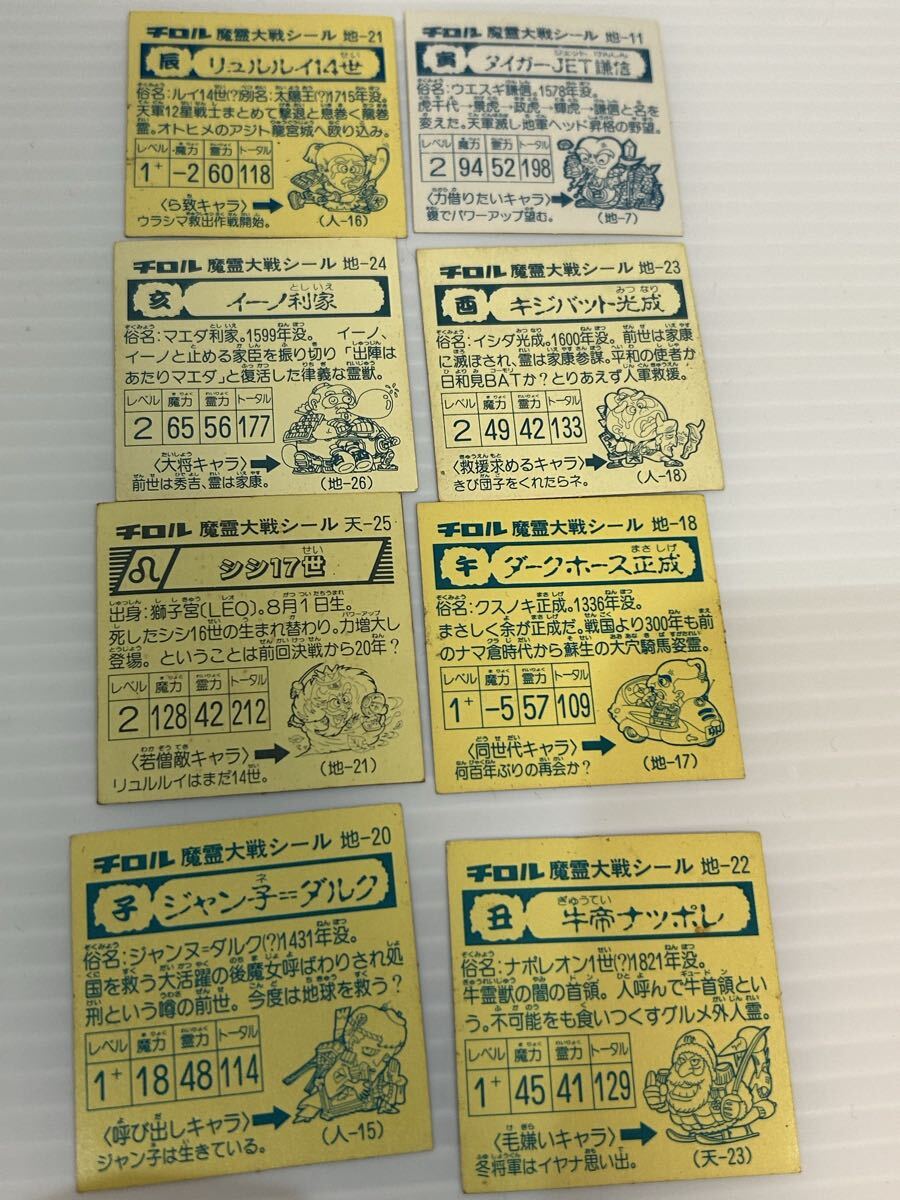 チロル 魔霊大戦シール 地-21
辰 リュルルイ14世
俗名:ルイ14世(?)別名:太陽王(?)1715年没。
天軍12星戦士まとめて撃退と息巻く龍巻
霊。オトヒメのアジト龍宮城へ殴り込み。
レベル 魔力 霊力 トータル
1+ -2 60 118
〈ら致キャラ〉
ウラシマ救出作戦開始。
(人-16)
チロル 魔霊大戦シール 地-11
寅 タイガーJET謙信
俗名:ウエスギ謙信。1578年没。
虎千代→景虎→政虎→輝虎→謙信と名を
変えた。天軍滅し地軍ヘッド昇格の野望。
レベル 魔力 霊力 トータル
2 94 52 198
〈力借りたいキャラ〉
復でパワーアップ望む。
(地-7)
チロル 魔霊大戦シール 地-24
亥 イーノ利家
俗名:マエダ利家。1599年没。 イーノ、
イーノと止める家臣を振り切り「出陣は
あたりマエダ」と復活した律義な霊獣。
レベル 魔力 霊力 トータル
2 65 56 177
〈大将キャラ〉
前世は秀吉、霊は家康。
(地-26)
チロル 魔霊大戦シール 地-23
酉 キジバット光成
俗名:イシダ光成。1600年没。前世は家康
に滅ぼされ、霊は家康参謀。平和の使者か
日和見BATか?とりあえず人軍救援。
レベル 魔力 霊力 トータル
2 49 42 133
〈救援求めるキャラ〉
きび団子をくれたらネ。
(人-18)
チロル 魔霊大戦シール 天-25
♌ シシ17世
出身:獅子宮(LEO)。8月1日生。
死したシシ16世の生まれ替わり。力増大し
登場。ということは前回決戦から20年?
レベル 魔力 霊力 トータル
2 128 42 212
〈若僧敵キャラ〉
リュルルイはまだ14世。
(地-21)
チロル 魔霊大戦シール 地-18
午 ダークホース正成
俗名:クスノキ正成。1336年没。
まさしく余が正成だ。戦国より300年も前
のナマ倉時代から蘇生の大穴騎馬姿霊。
レベル 魔力 霊力 トータル
1+ -5 57 109
〈同世代キャラ〉
何百年ぶりの再会か?
(地-17)
チロル 魔霊大戦シール 地-20
子 ジャン子=ダルク
俗名:ジャンヌ=ダルク(?)1431年没。
国を救う大活躍の後魔女呼ばわりされ処
刑という噂の前世。今度は地球を救う?
レベル 魔力 霊力 トータル
1+ 18 48 114
〈呼び出しキャラ〉
ジャン子は生きている。
(人-15)
チロル 魔霊大戦シール 地-22
丑 牛帝ナッポレ
俗名:ナポレオン1世(?)1821年没。
牛霊獣の闇の首領。人呼んで牛首領とい
う。不可能をも食いつくすグルメ外人霊。
レベル 魔力 霊力 トータル
1+ 45 41 129
〈毛嫌いキャラ〉
冬将軍はイヤナ思い出。
(天-23)